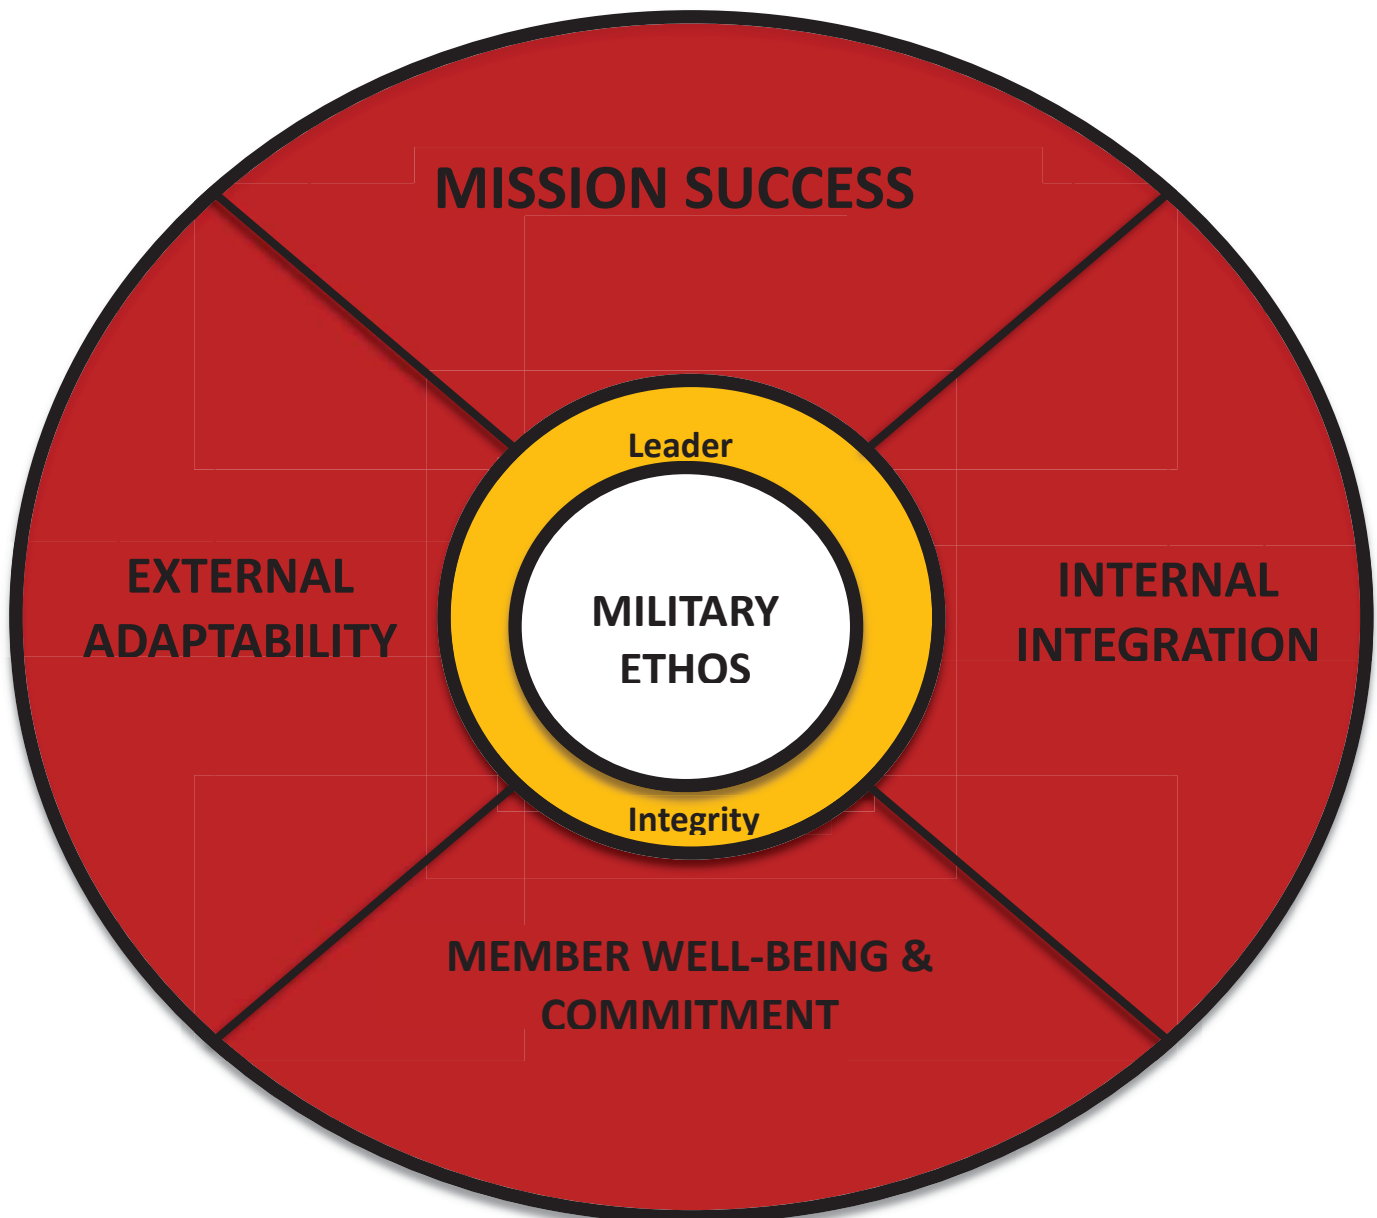 MISSION SUCCESS
Leader
EXTERNAL
ADAPTABILITY
MILITARY
ETHOS
INTERNAL
INTEGRATION
Integrity
MEMBER WELL-BEING &
COMMITMENT